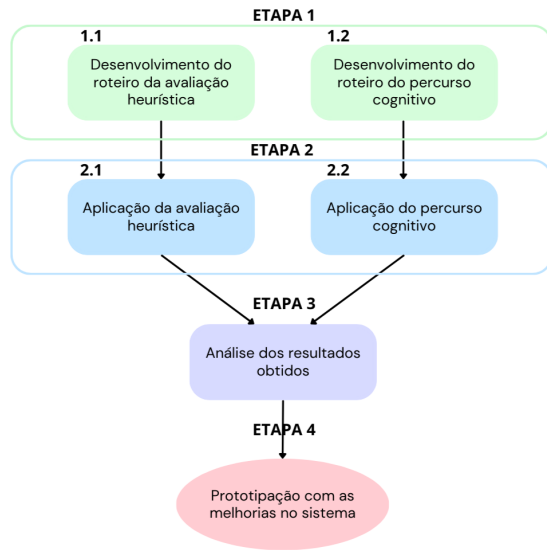 ETAPA 1
1.1
Desenvolvimento do
roteiro da avaliação
heurística
1.2
Desenvolvimento do
roteiro do percurso
cognitivo
ETAPA 2
2.1
Aplicação da avaliação
heurística
2.2
Aplicação do percurso
cognitivo
ETAPA 3
Análise dos resultados
obtidos
ETAPA 4
Prototipação com as
melhorias no sistema